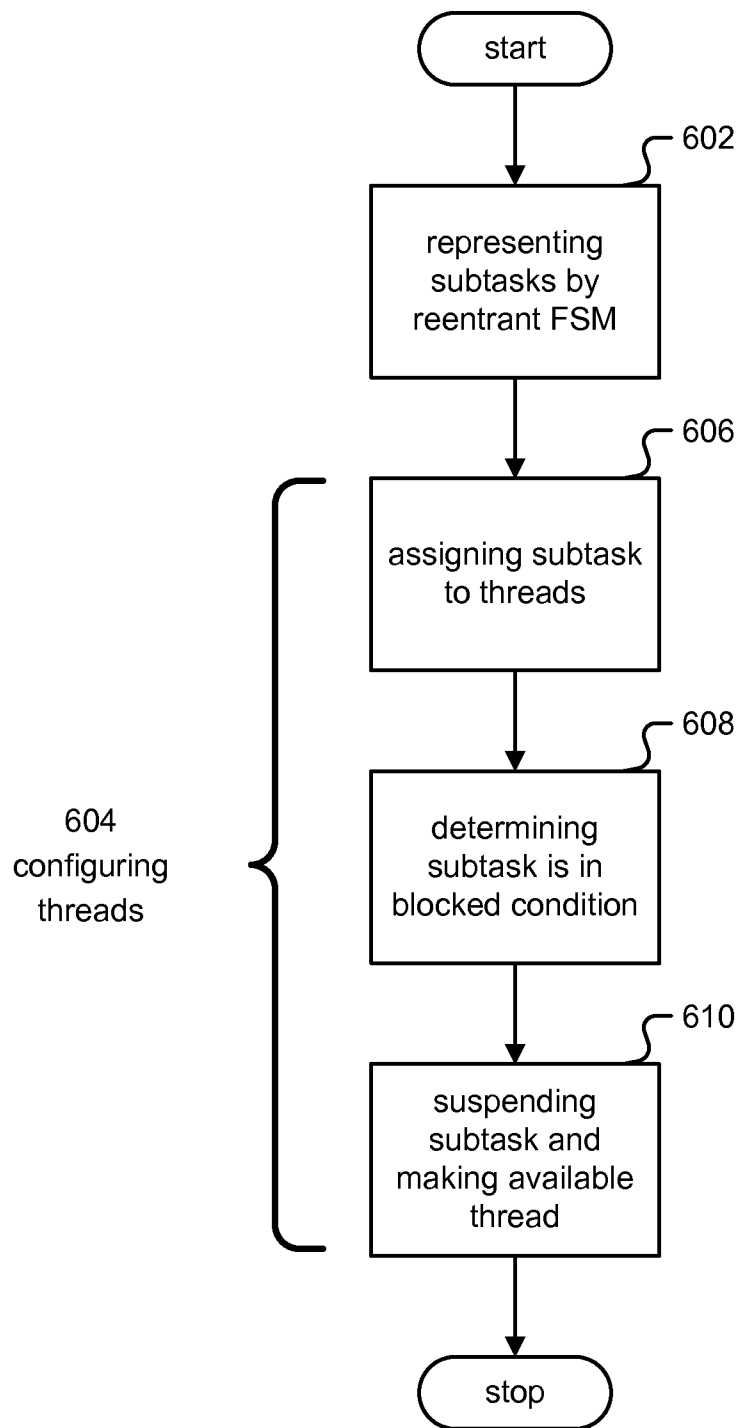 start
602
representing
subtasks by
reentrant FSM
606
assigning subtask
to threads
608
determining
subtask is in
blocked condition
604
configuring
threads
610
suspending
subtask and
making available
thread
stop